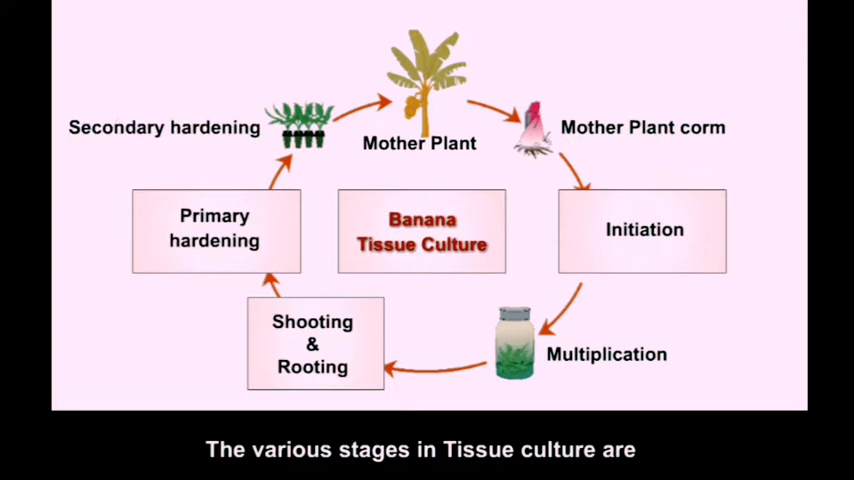 Mother Plant
Mother Plant corm
Initiation
Multiplication
Shooting
&
Rooting
Primary
hardening
Secondary hardening
Banana
Tissue Culture
The various stages in Tissue culture are